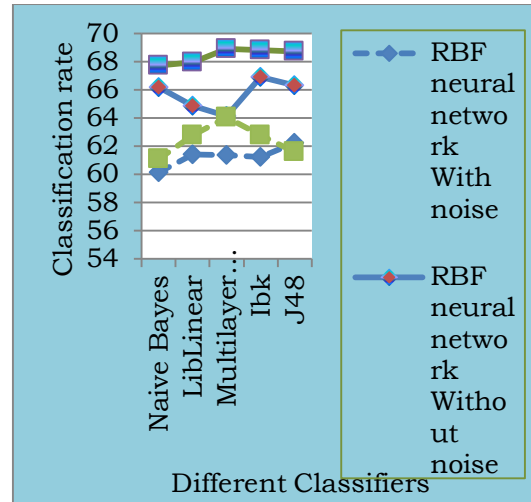 70
68
66
64
62
60
58
56
54
Classification rate
Naive Bayes
LibLinear
Multilayer…
Ibk
J48
Different Classifiers
RBF
neural
netwo
rk
With
noise
RBF
neural
netwo
rk
Witho
ut
noise